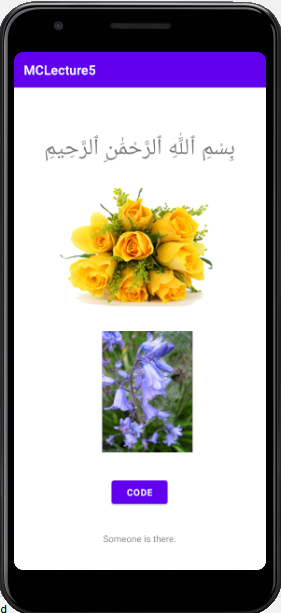 MCLecture5
بِسْمِ ٱللَّٰهِ ٱلرَّحْمَٰنِ ٱلرَّحِيمِ
CODE
Someone is there.
d